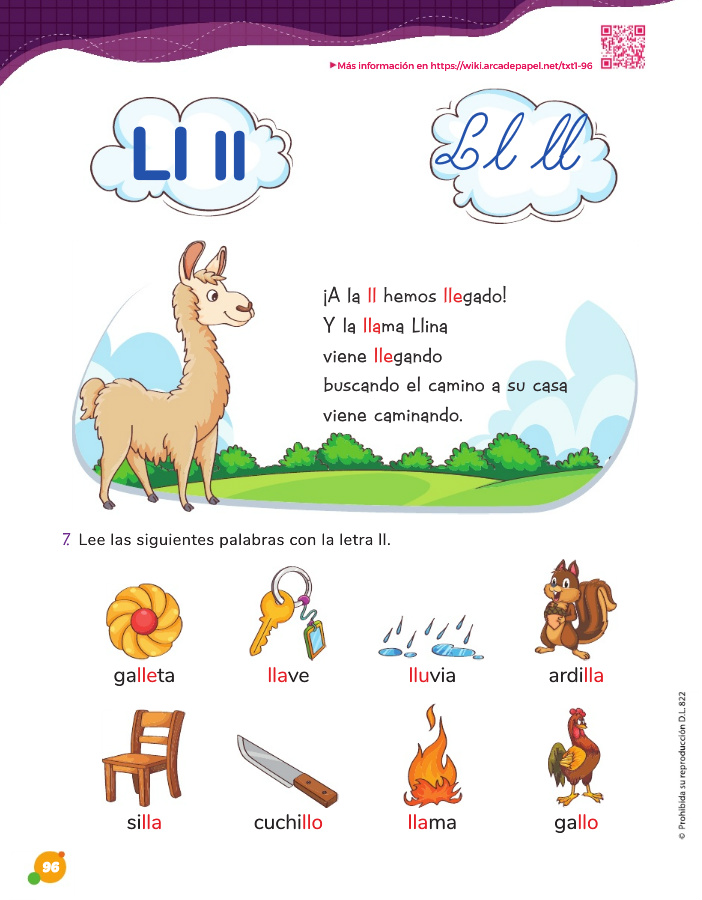 ▶Más información en https://wiki.arcadepapel.net/txt1-96
Ll ll
Ll ll
¡A la ll hemos llegado!
Y la llama Llina
viene llegando
buscando el camino a su casa
viene caminando.
7. Lee las siguientes palabras con la letra ll.
galleta llave lluvia ardilla
silla cuchillo llama gallo
© Prohibida su reproducción D.L. 822
96